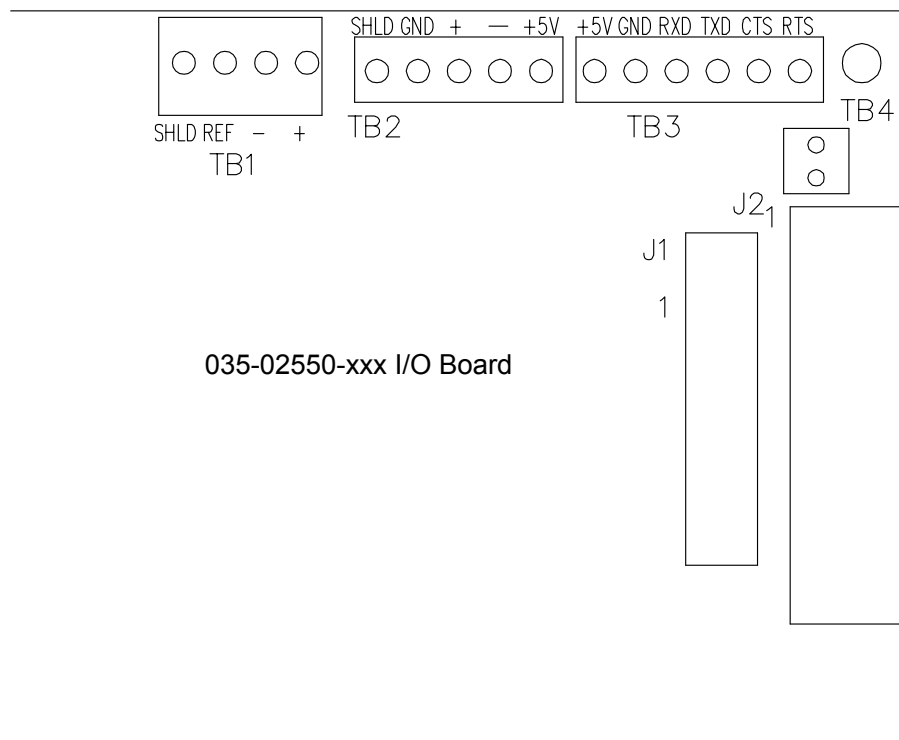 SHLD GND + — +5V +5V GND RXD TXD CTS RTS
SHLD REF − +
TB1
TB2
TB3
TB4
J2
1
J1
1
035-02550-xxx I/O Board